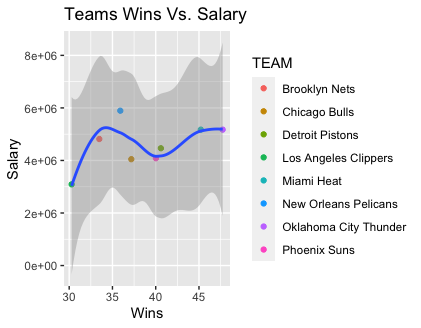 Teams Wins Vs. Salary
8e+06
6e+06
4e+06
2e+06
0e+00
Salary
30
35
40
45
Wins
TEAM
Brooklyn Nets
Chicago Bulls
Detroit Pistons
Los Angeles Clippers
Miami Heat
New Orleans Pelicans
Oklahoma City Thunder
Phoenix Suns